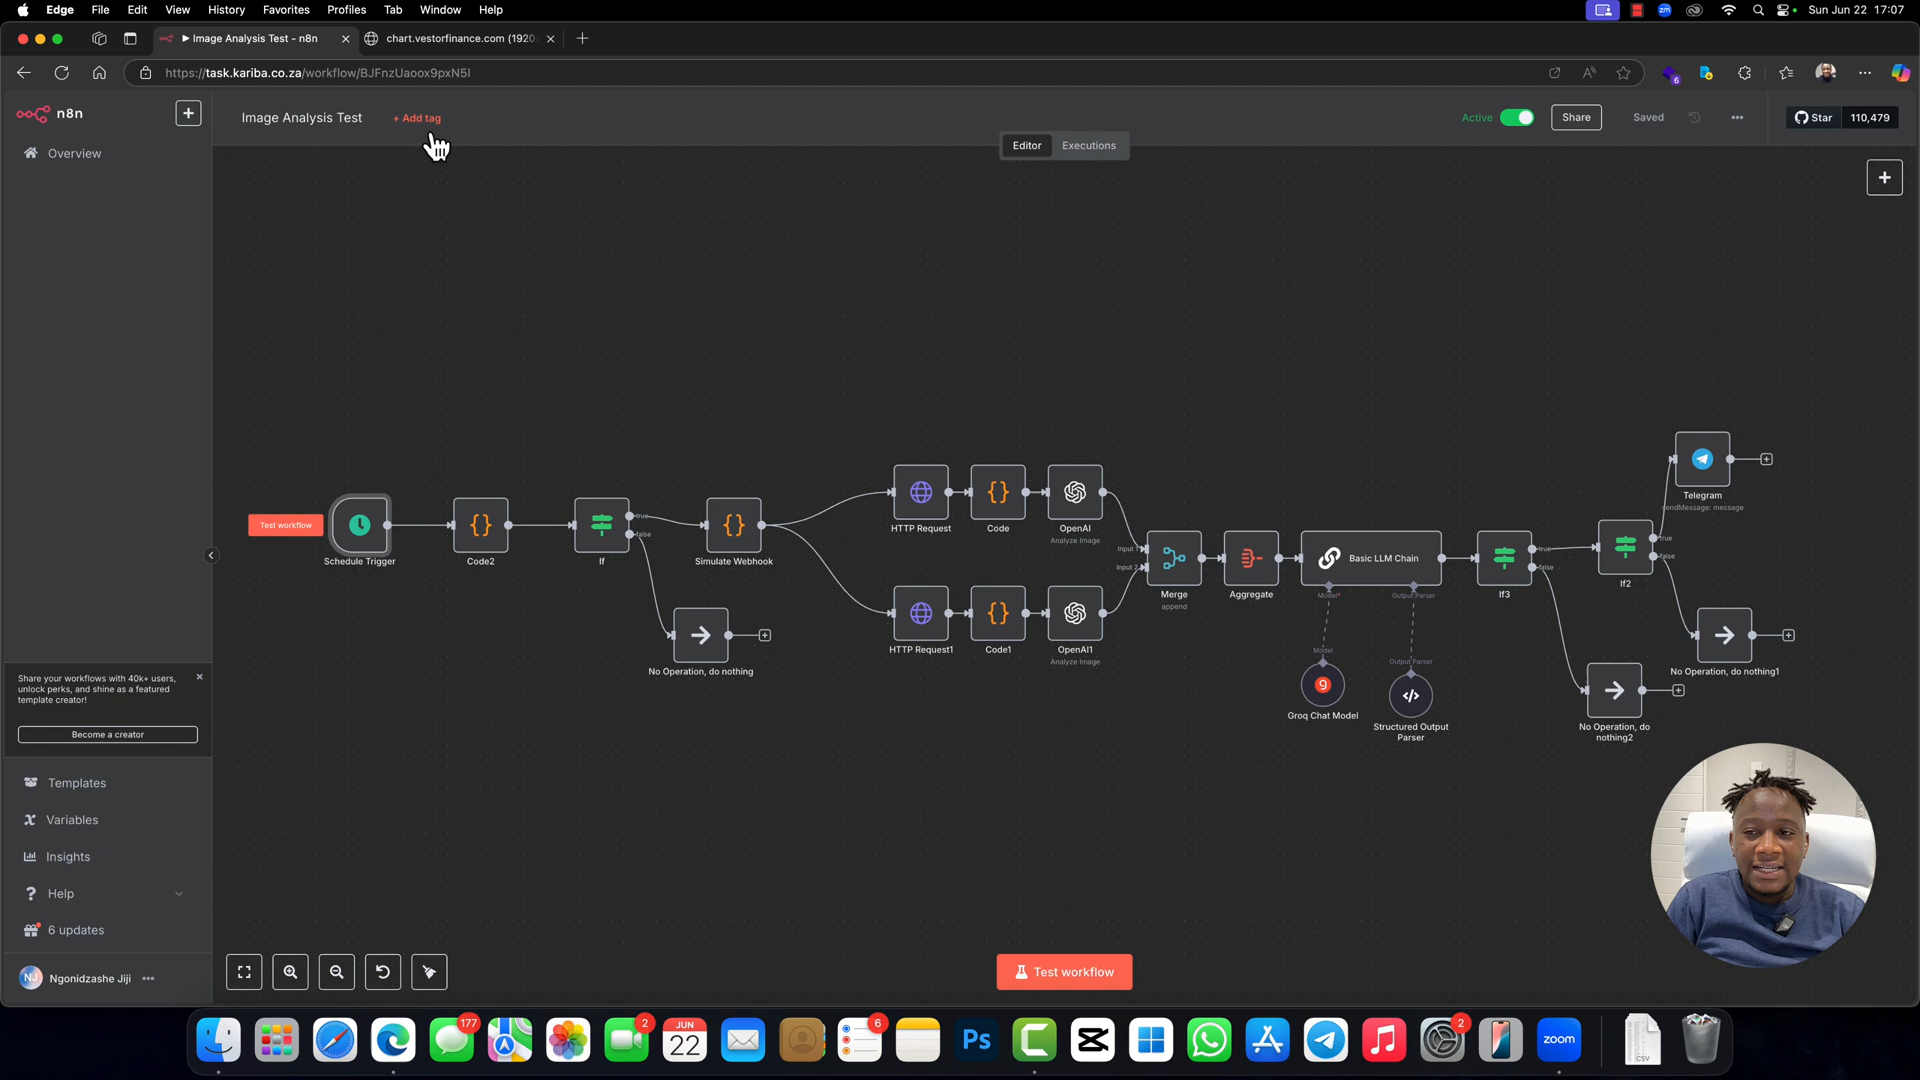 Edge File Edit View History Favorites Profiles Tab Window Help
zm
Sun Jun 22 17:07
Image Analysis Test - n8n
chart.vestorfinance.com (1920
https://task.kariba.co.za/workflow/BJFnzUaoox9pxN5I
6
n8n
Image Analysis Test
+ Add tag
Active
Share
Saved
Star 110,479
Overview
Editor Executions
Telegram
sendMessage: message
HTTP Request
Code
OpenAI
Analyze Image
Test workflow
Schedule Trigger
Code2
true
false
If
Simulate Webhook
Input 1
Input 2
Merge
append
Aggregate
Basic LLM Chain
Model*
Output Parser
true
false
If3
true
false
If2
HTTP Request1
Code1
OpenAI1
Analyze Image
No Operation, do nothing
Model
Output Parser
Groq Chat Model
Structured Output
Parser
No Operation, do nothing1
No Operation, do
nothing2
Share your workflows with 40k+ users,
unlock perks, and shine as a featured
template creator!
Become a creator
Templates
Variables
Insights
Help
6 updates
NJ
Ngonidzashe Jiji
Test workflow
177
2
JUN
22
6
Ps
2
zoom
CSV